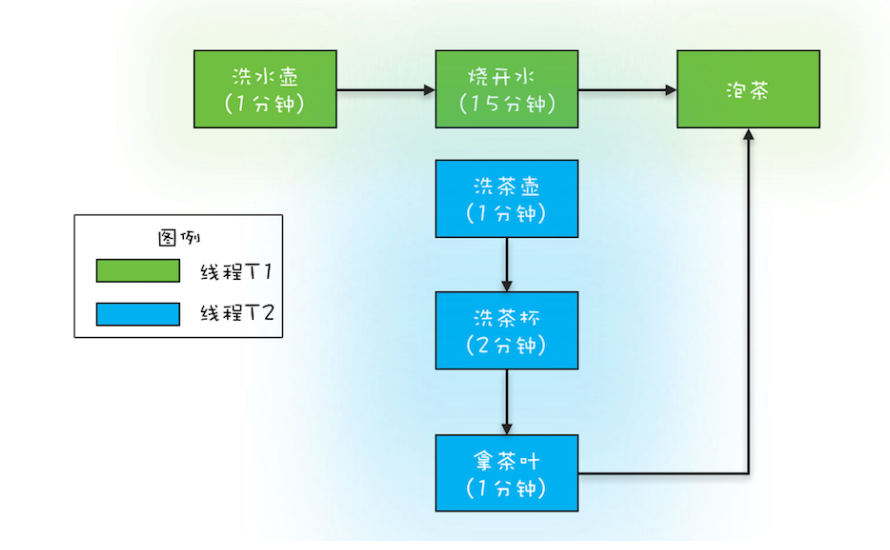 洗水壶
(1分钟)
烧开水
(15分钟)
泡茶
洗茶壶
(1分钟)
图例
线程T1
线程T2
洗茶杯
(2分钟)
拿茶叶
(1分钟)